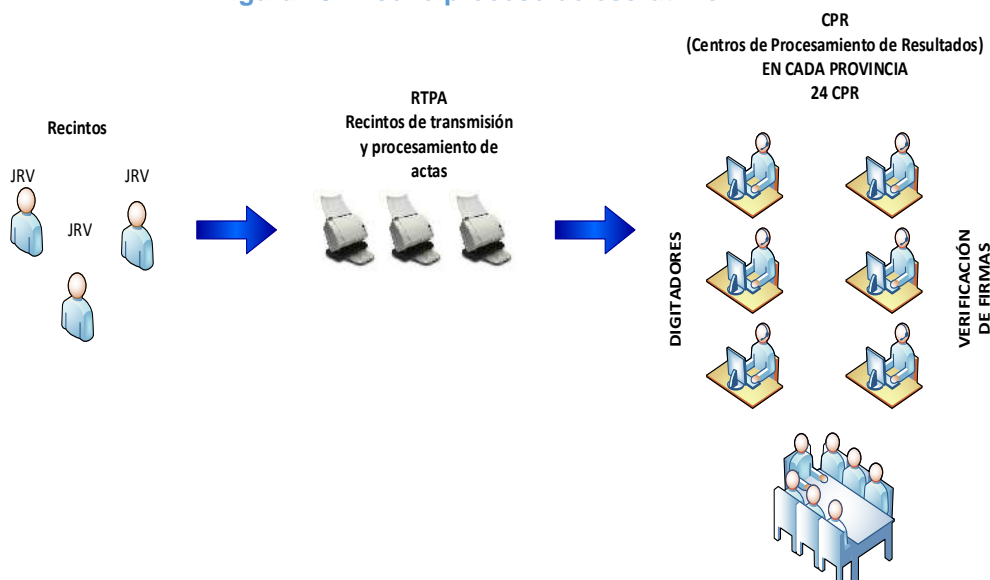 CPR
(Centros de Procesamiento de Resultados)
EN CADA PROVINCIA
24 CPR
RTPA
Recintos de transmisión
y procesamiento de
actas
Recintos
JRV
JRV
JRV
DIGITADORES
VERIFICACIÓN
DE FIRMAS